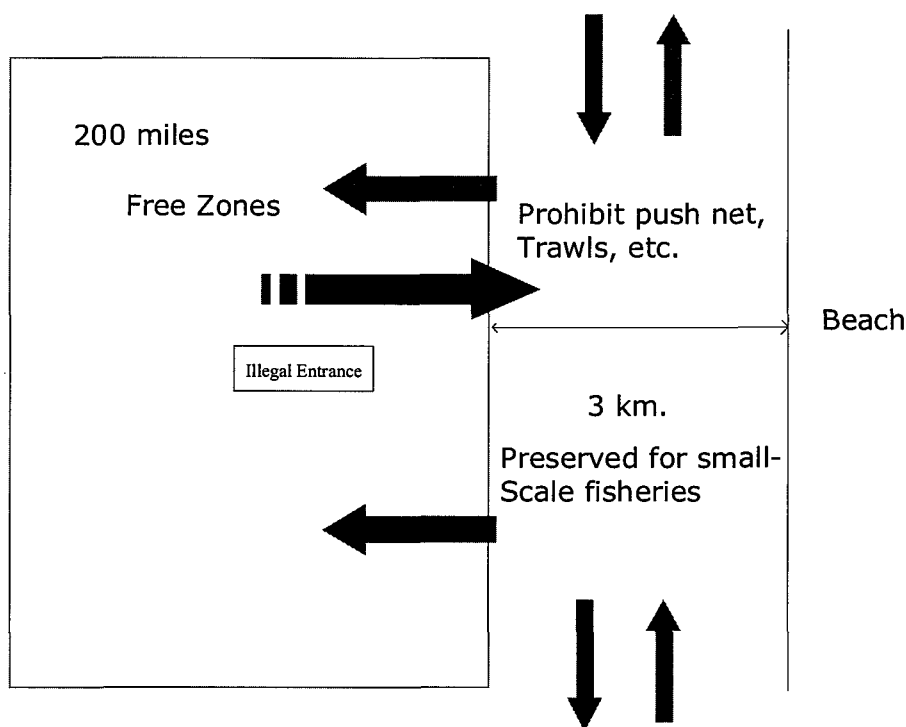 200 miles
Free Zones
Prohibit push net,
Trawls, etc.
Beach
Illegal Entrance
3 km.
Preserved for small-
Scale fisheries